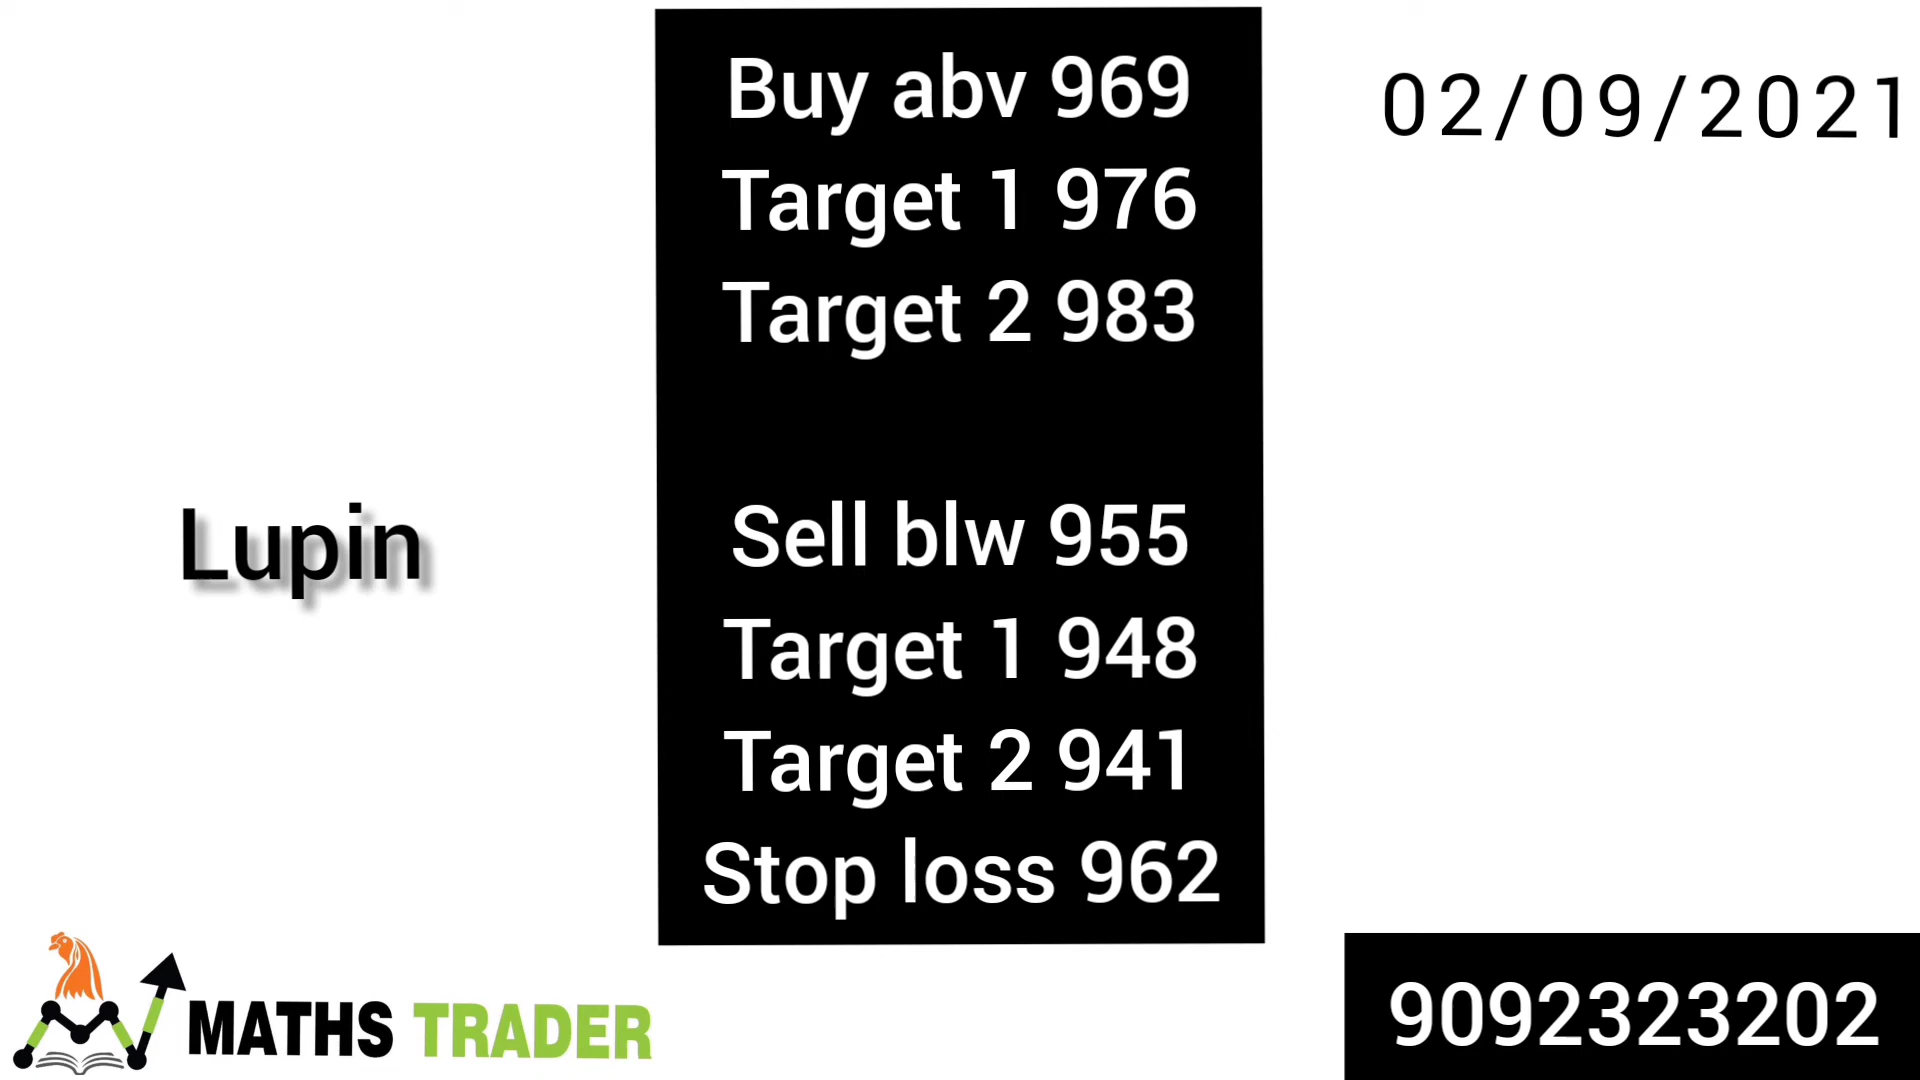 Buy abv 969
Target 1 976
Target 2 983
02/09/2021
Sell blw 955
Target 1 948
Target 2 941
Stop loss 962
Lupin
MATHS TRADER
9092323202